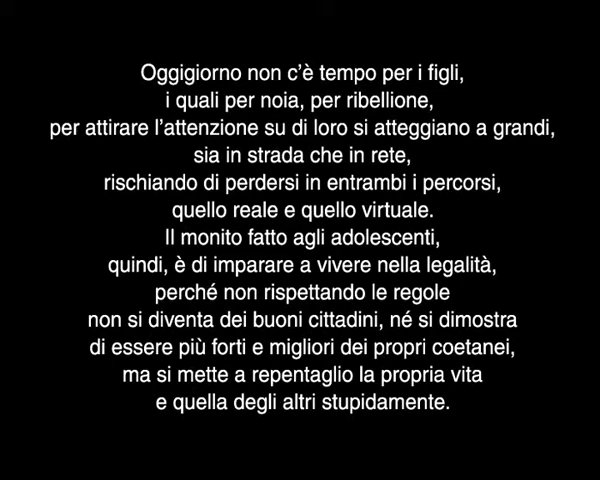 Oggigiorno non c’è tempo per i figli,
i quali per noia, per ribellione,
per attirare l’attenzione su di loro si atteggiano a grandi,
sia in strada che in rete,
rischiando di perdersi in entrambi i percorsi,
quello reale e quello virtuale.
Il monito fatto agli adolescenti,
quindi, è di imparare a vivere nella legalità,
perché non rispettando le regole
non si diventa dei buoni cittadini, né si dimostra
di essere più forti e migliori dei propri coetanei,
ma si mette a repentaglio la propria vita
e quella degli altri stupidamente.